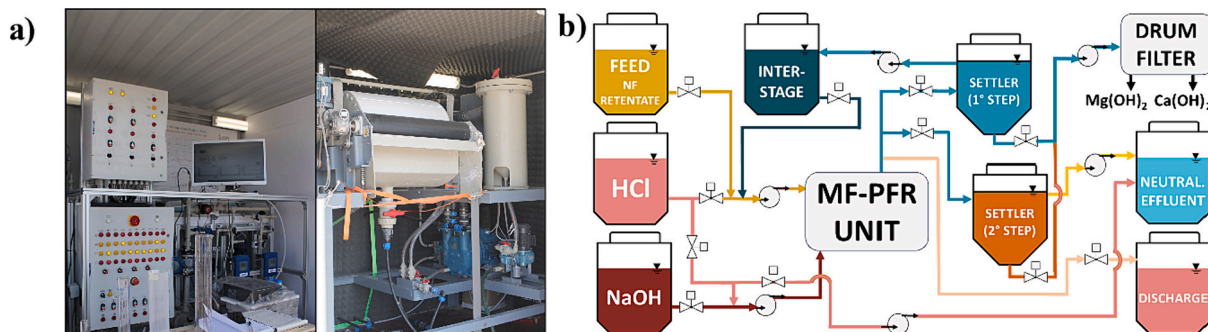 a)
b)
FEED
NF
RETENTATE
INTER-
STAGE
SETTLER
(1° STEP)
DRUM
FILTER
Mg(OH)₂ Ca(OH)₂
HCl
MF-PFR
UNIT
SETTLER
(2° STEP)
NEUTRAL.
EFFLUENT
NaOH
DISCHARGE